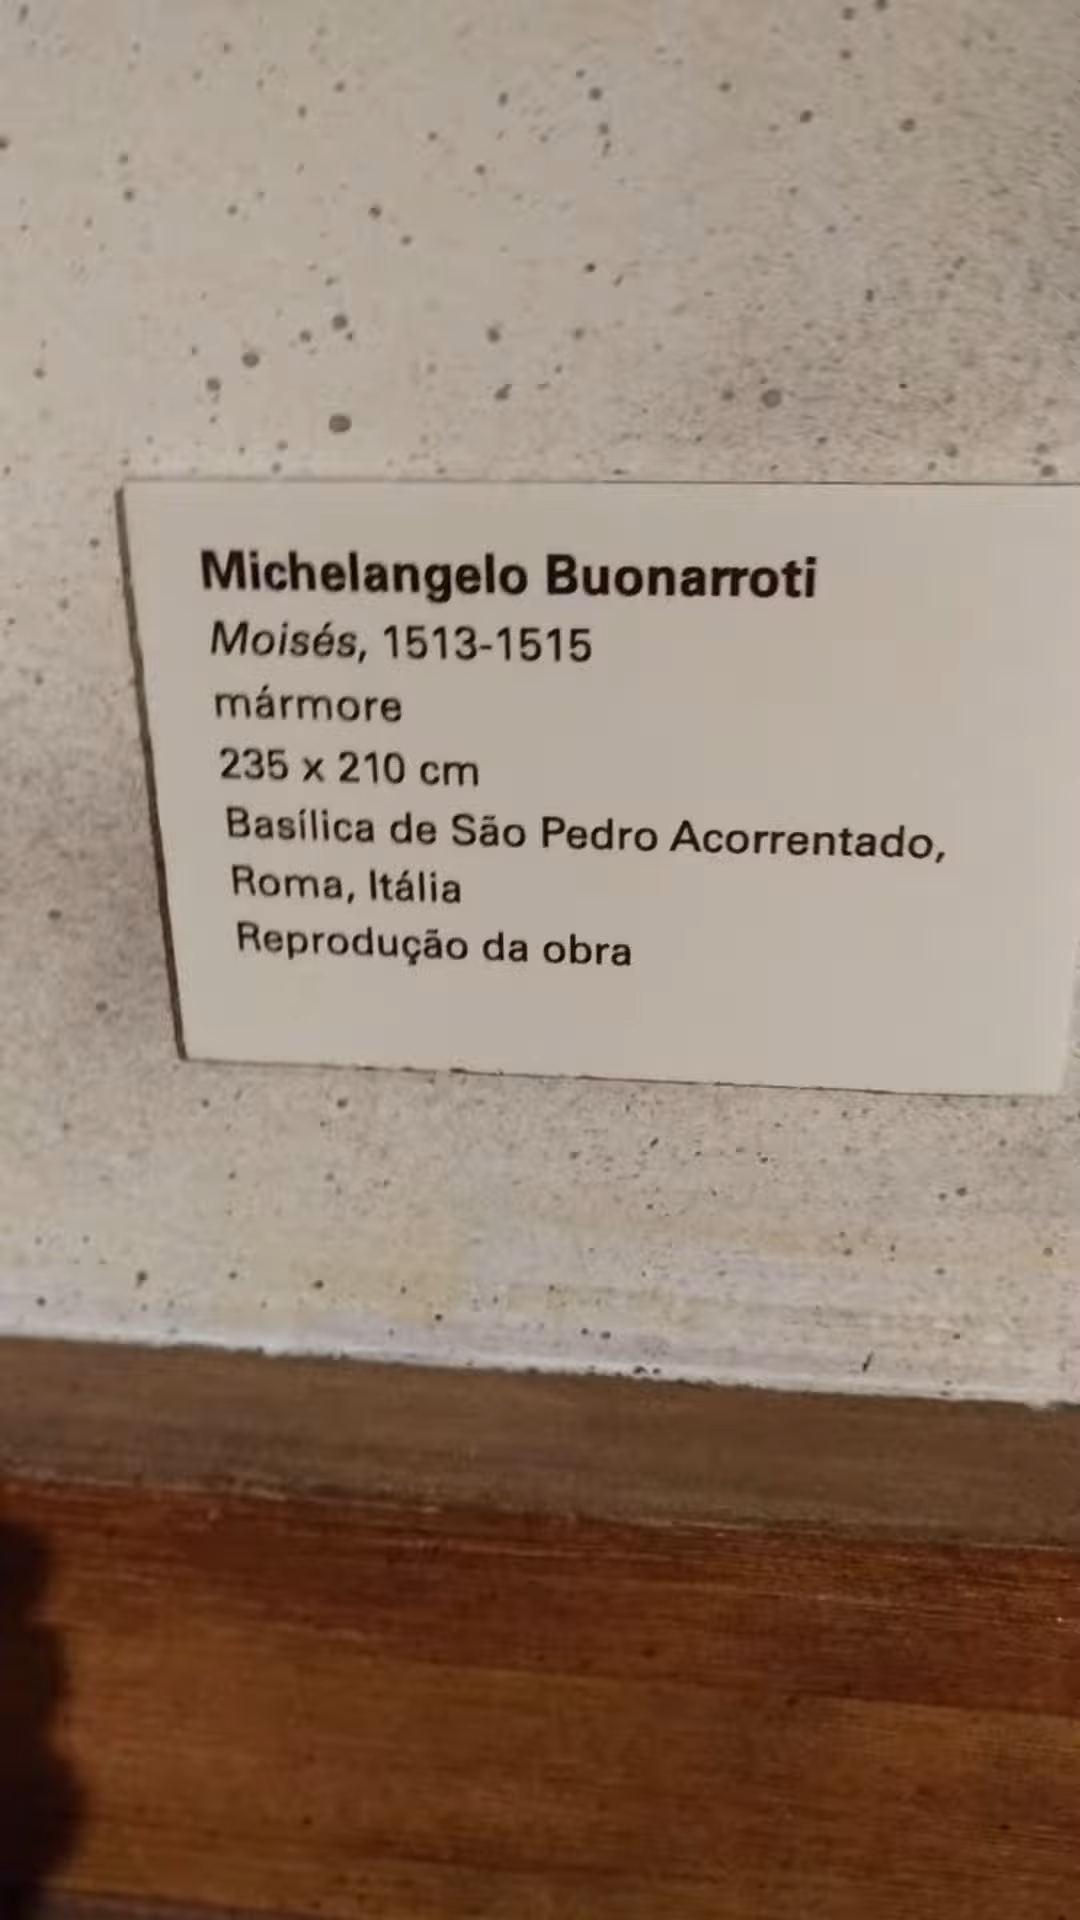 Michelangelo Buonarroti
Moisés, 1513-1515
mármore
235 x 210 cm
Basílica de São Pedro Acorrentado,
Roma, Itália
Reprodução da obra